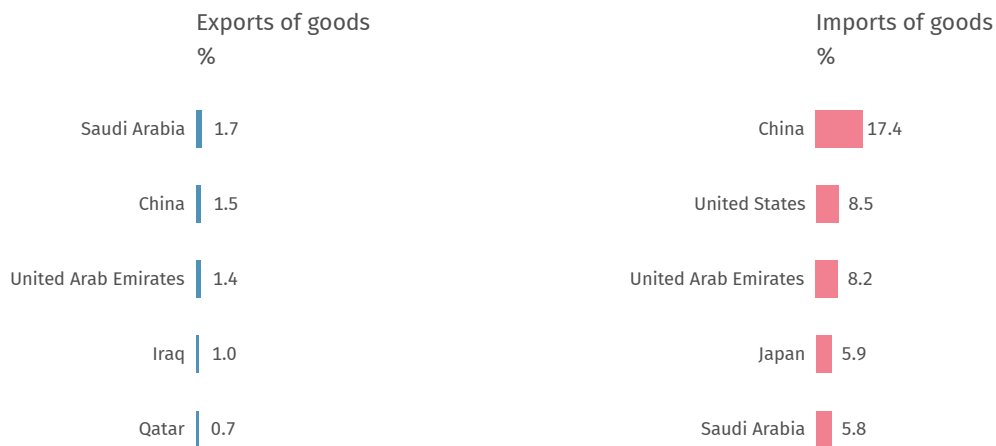 Exports of goods
%
Saudi Arabia 1.7
China 1.5
United Arab Emirates 1.4
Iraq 1.0
Qatar 0.7
Imports of goods
%
China 17.4
United States 8.5
United Arab Emirates 8.2
Japan 5.9
Saudi Arabia 5.8